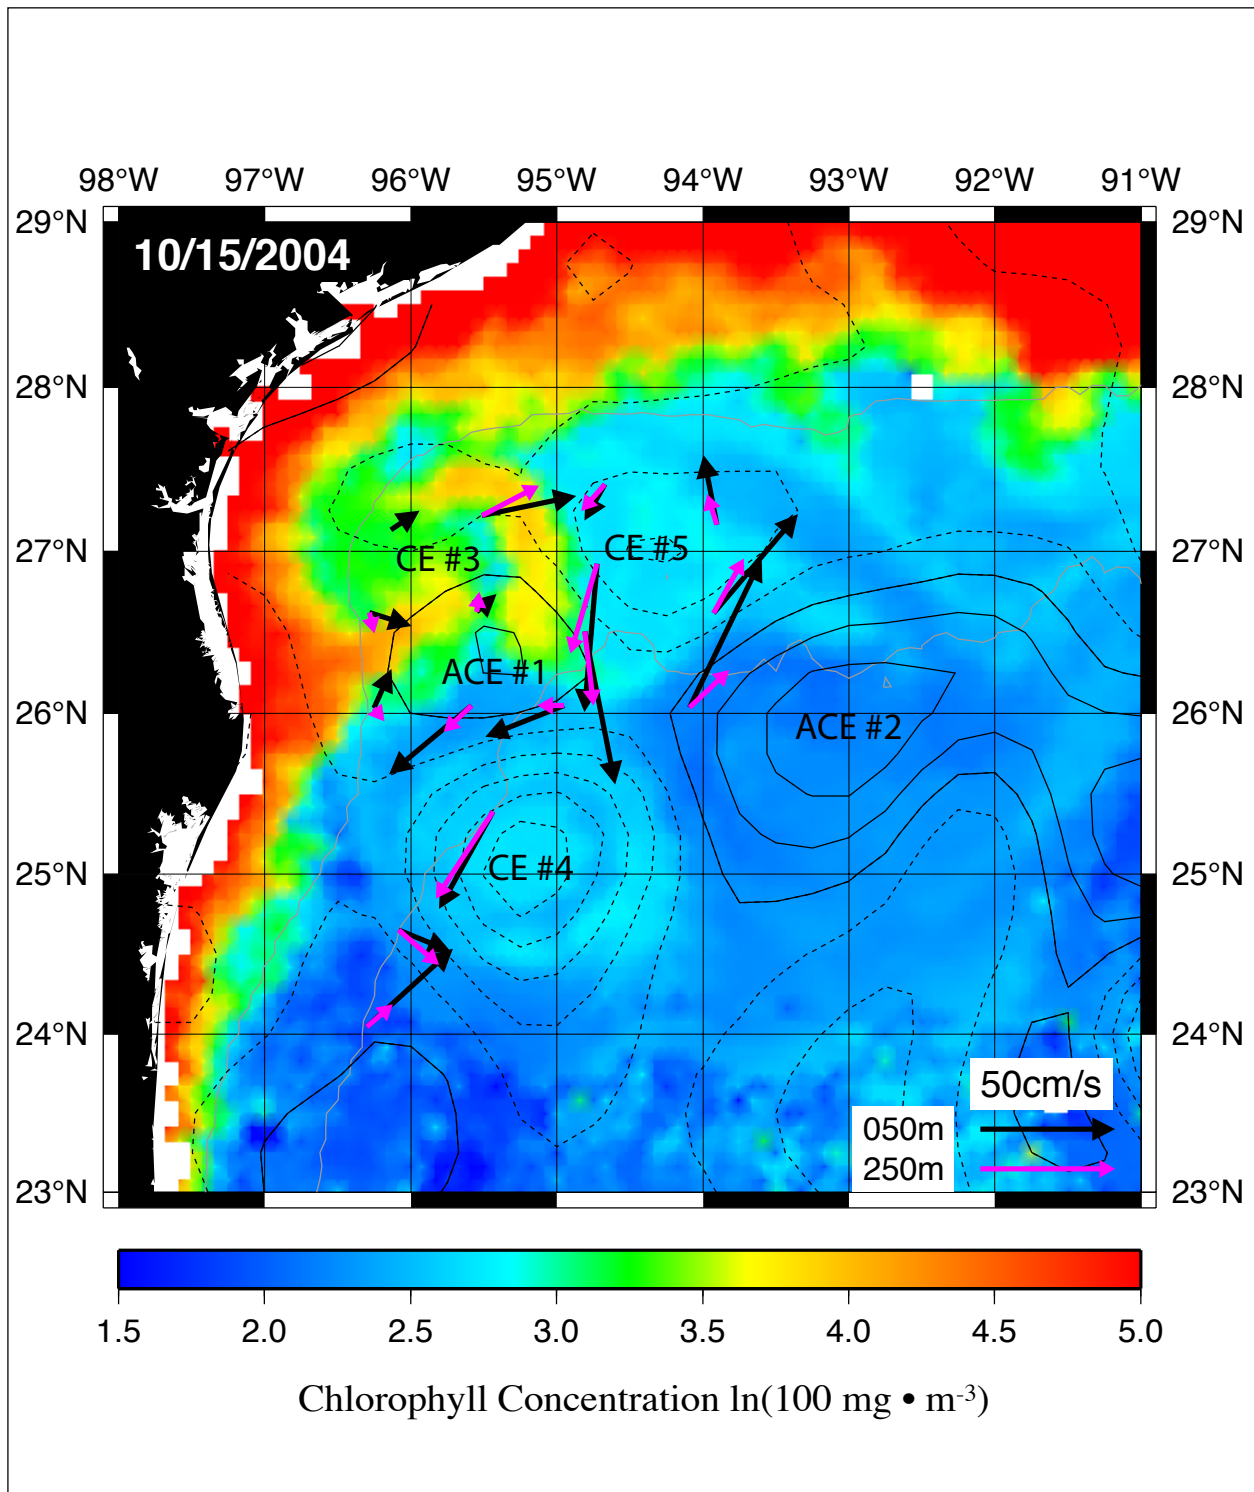 98°W 97°W 96°W 95°W 94°W 93°W 92°W 91°W
29°N 29°N
10/15/2004
28°N 28°N
27°N 27°N
CE #3
CE #5
ACE #1
26°N 26°N
ACE #2
25°N 25°N
CE #4
24°N 24°N
50cm/s
050m
250m
23°N 23°N
1.5 2.0 2.5 3.0 3.5 4.0 4.5 5.0
Chlorophyll Concentration ln(100 mg • m-3)